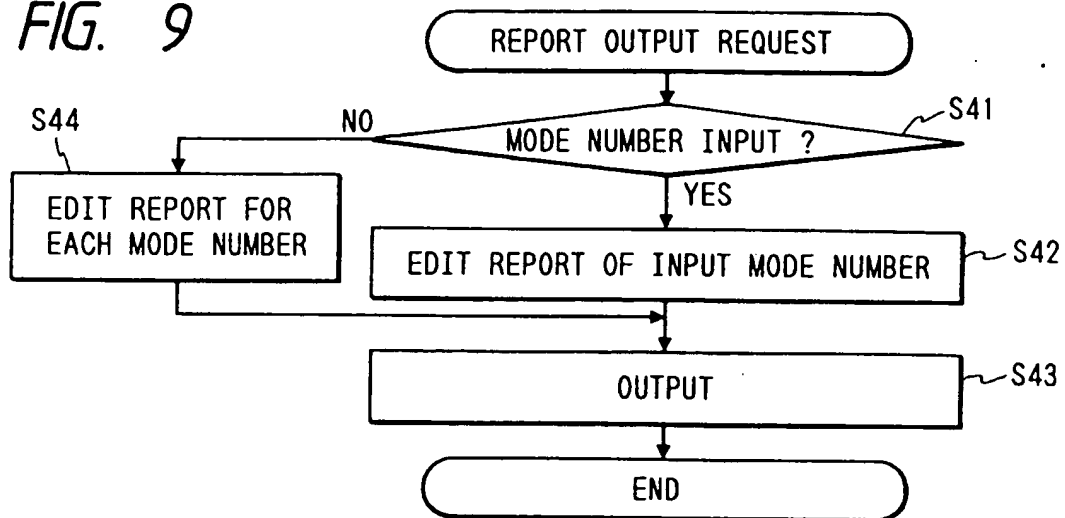 FIG. 9
REPORT OUTPUT REQUEST
S41
MODE NUMBER INPUT ?
NO
YES
S44
EDIT REPORT FOR
EACH MODE NUMBER
EDIT REPORT OF INPUT MODE NUMBER
S42
OUTPUT
S43
END